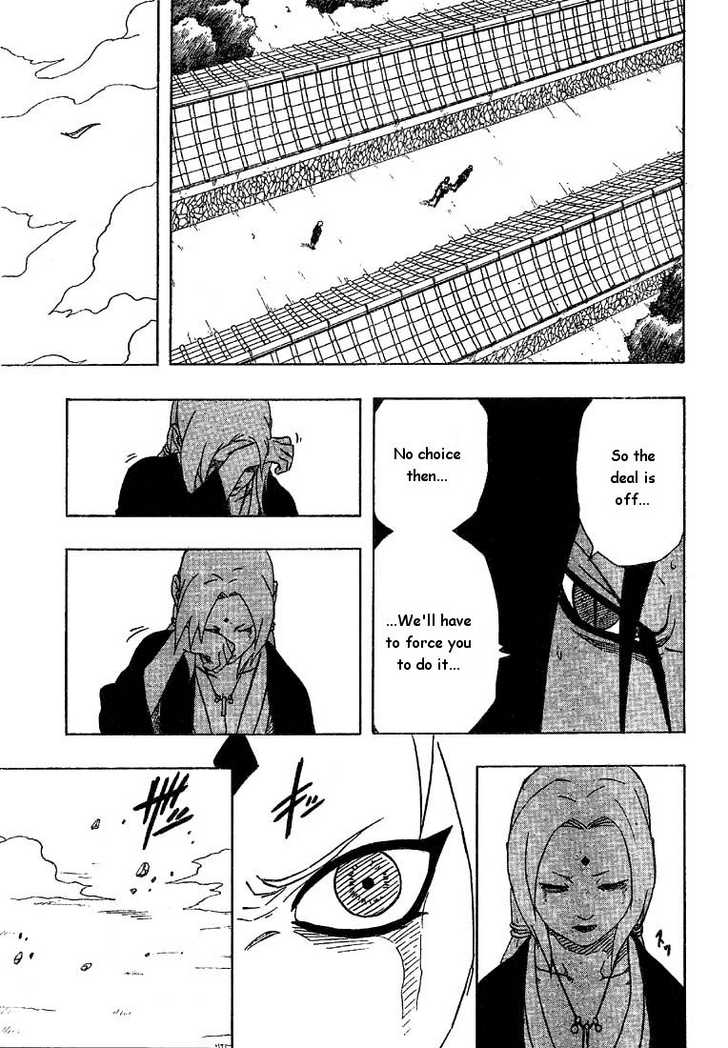 So the
deal is
off...
No choice
then...
...We'll have
to force you
to do it...